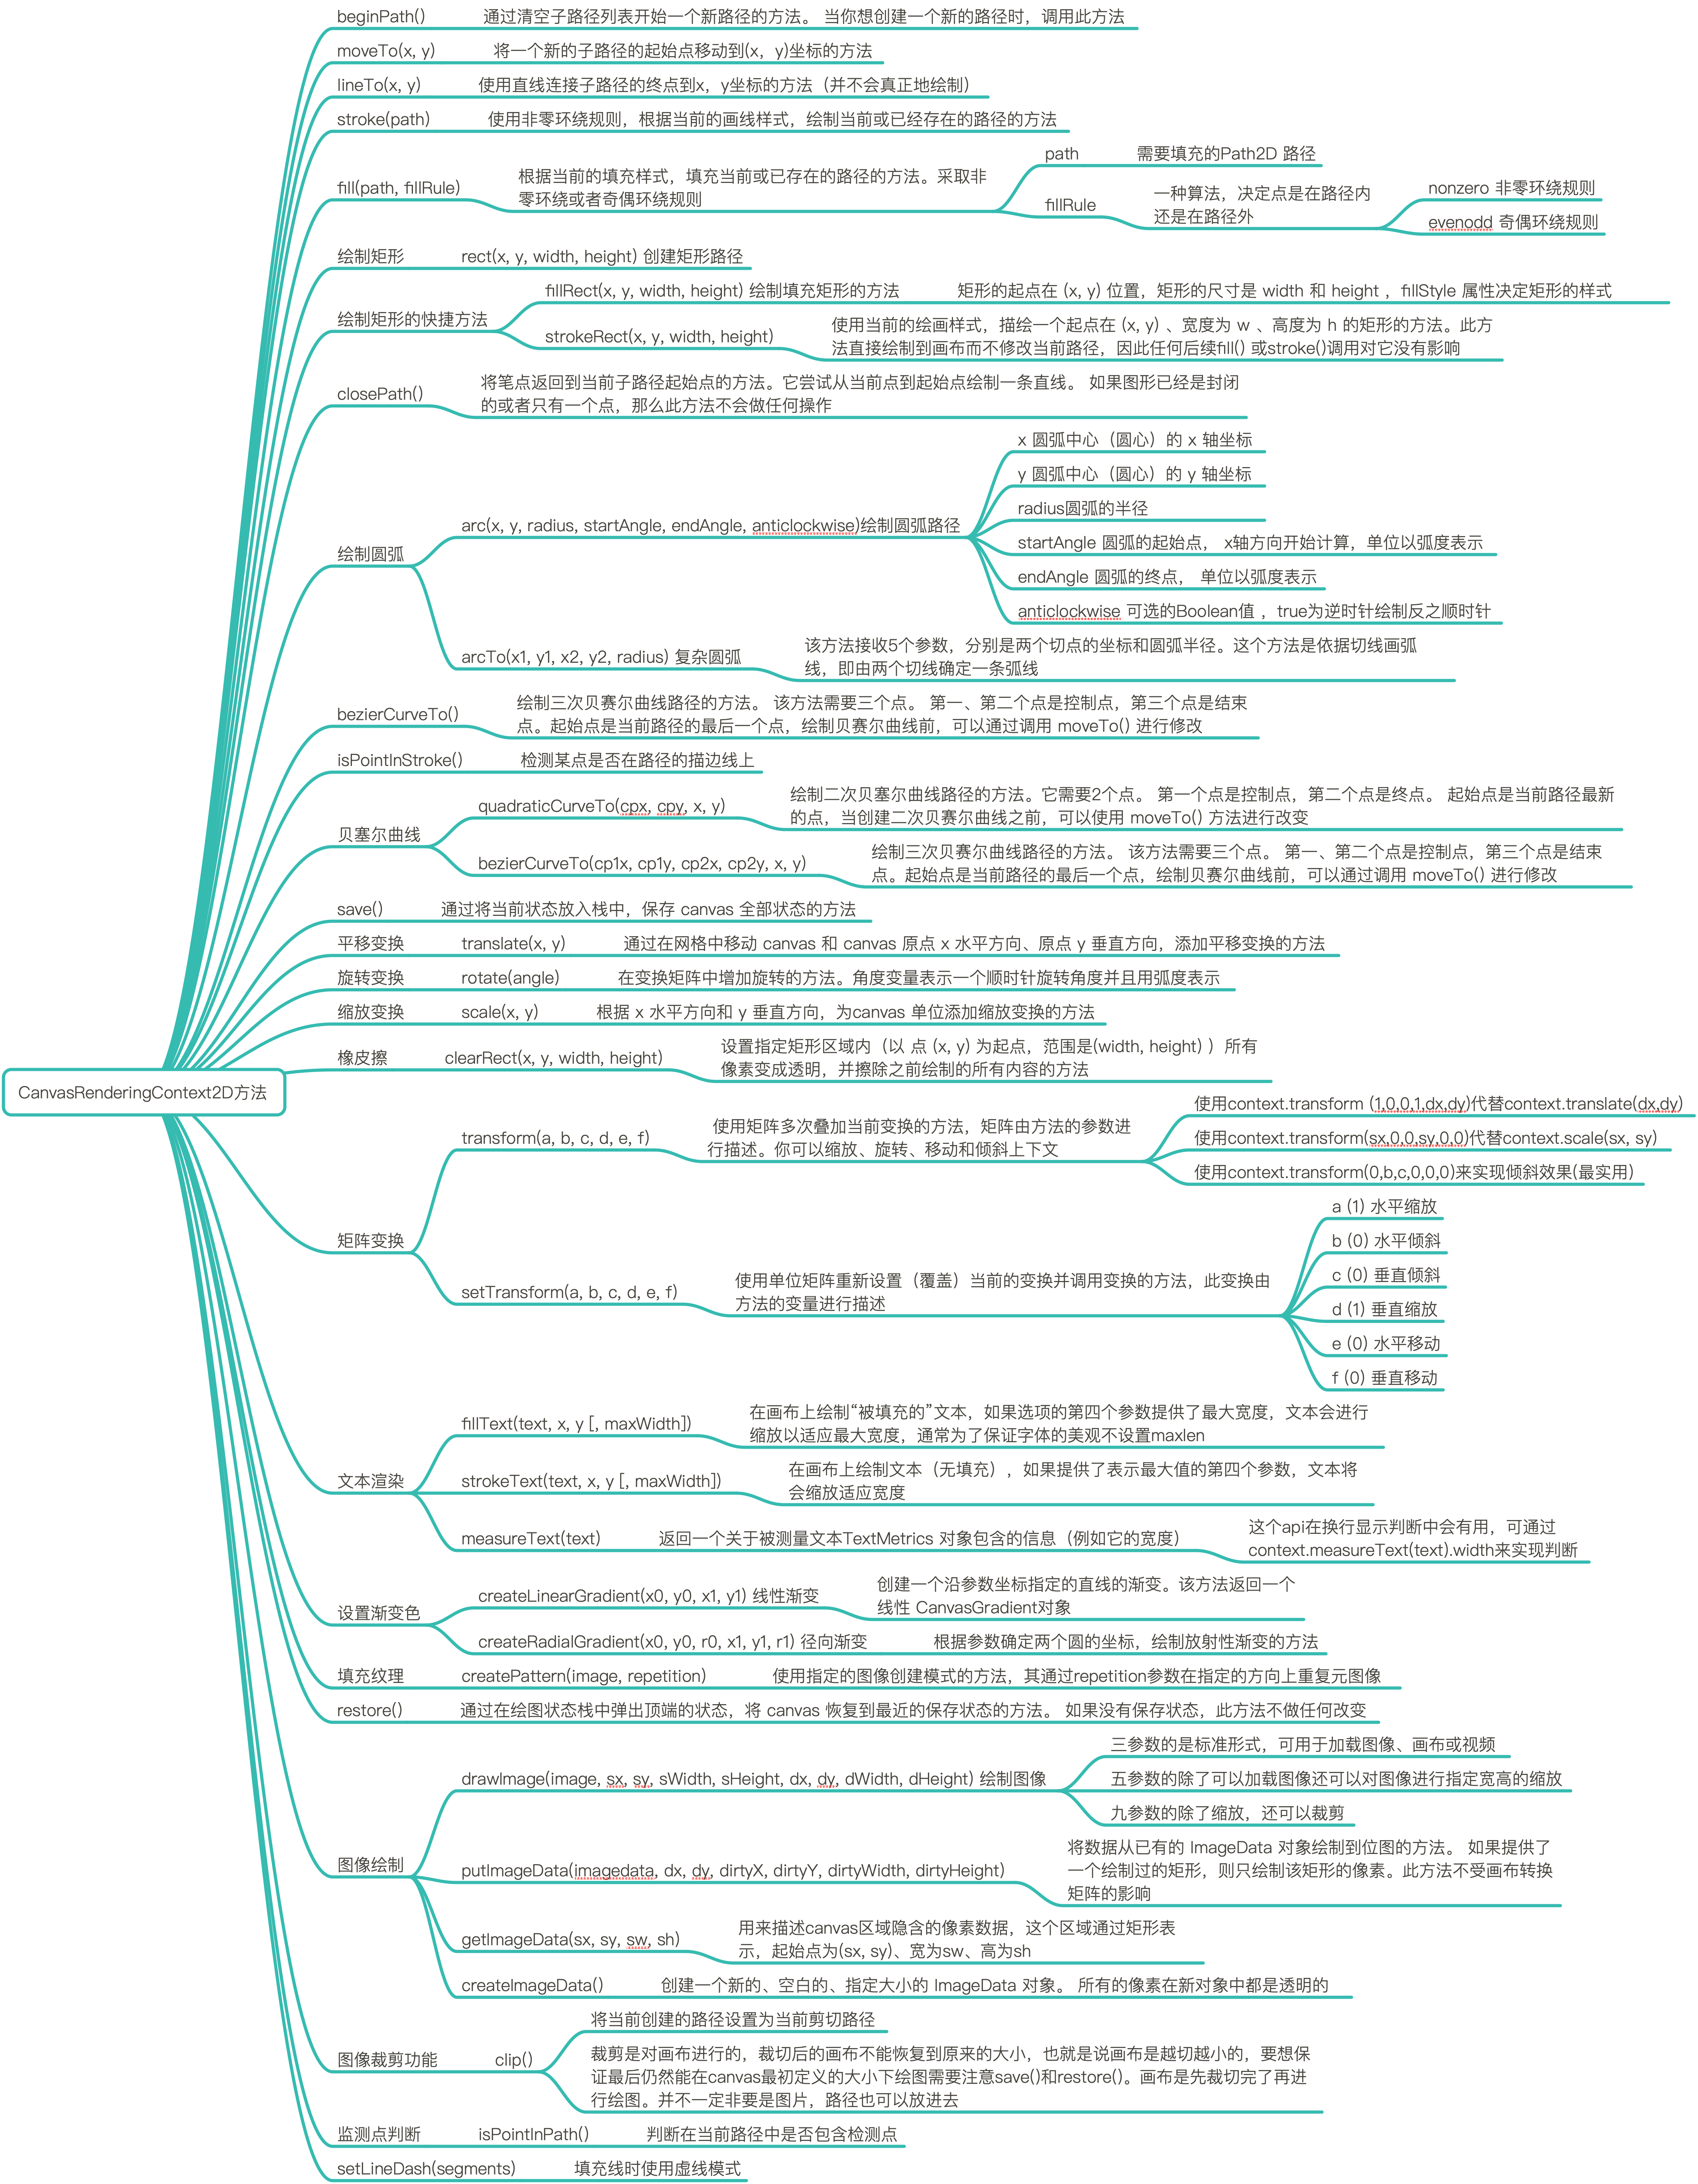 beginPath() 通过清空子路径列表开始一个新路径的方法。 当你想创建一个新的路径时，调用此方法
moveTo(x, y) 将一个新的子路径的起始点移动到(x，y)坐标的方法
lineTo(x, y) 使用直线连接子路径的终点到x，y坐标的方法（并不会真正地绘制）
stroke(path) 使用非零环绕规则，根据当前的画线样式，绘制当前或已经存在的路径的方法
fill(path, fillRule)
根据当前的填充样式，填充当前或已存在的路径的方法。采取非
零环绕或者奇偶环绕规则
path 需要填充的Path2D 路径
fillRule
一种算法，决定点是在路径内
还是在路径外
nonzero 非零环绕规则
evenodd 奇偶环绕规则
绘制矩形 rect(x, y, width, height) 创建矩形路径
绘制矩形的快捷方法
fillRect(x, y, width, height) 绘制填充矩形的方法 矩形的起点在 (x, y) 位置，矩形的尺寸是 width 和 height ，fillStyle 属性决定矩形的样式
strokeRect(x, y, width, height)
使用当前的绘画样式，描绘一个起点在 (x, y) 、宽度为 w 、高度为 h 的矩形的方法。此方
法直接绘制到画布而不修改当前路径，因此任何后续fill() 或stroke()调用对它没有影响
closePath()
将笔点返回到当前子路径起始点的方法。它尝试从当前点到起始点绘制一条直线。 如果图形已经是封闭
的或者只有一个点，那么此方法不会做任何操作
绘制圆弧
arc(x, y, radius, startAngle, endAngle, anticlockwise)绘制圆弧路径
x 圆弧中心（圆心）的 x 轴坐标
y 圆弧中心（圆心）的 y 轴坐标
radius圆弧的半径
startAngle 圆弧的起始点， x轴方向开始计算，单位以弧度表示
endAngle 圆弧的终点， 单位以弧度表示
anticlockwise 可选的Boolean值 ，true为逆时针绘制反之顺时针
arcTo(x1, y1, x2, y2, radius) 复杂圆弧
该方法接收5个参数，分别是两个切点的坐标和圆弧半径。这个方法是依据切线画弧
线，即由两个切线确定一条弧线
bezierCurveTo()
绘制三次贝赛尔曲线路径的方法。 该方法需要三个点。 第一、第二个点是控制点，第三个点是结束
点。起始点是当前路径的最后一个点，绘制贝赛尔曲线前，可以通过调用 moveTo() 进行修改
isPointInStroke() 检测某点是否在路径的描边线上
贝塞尔曲线
quadraticCurveTo(cpx, cpy, x, y)
绘制二次贝塞尔曲线路径的方法。它需要2个点。 第一个点是控制点，第二个点是终点。 起始点是当前路径最新
的点，当创建二次贝赛尔曲线之前，可以使用 moveTo() 方法进行改变
bezierCurveTo(cp1x, cp1y, cp2x, cp2y, x, y)
绘制三次贝赛尔曲线路径的方法。 该方法需要三个点。 第一、第二个点是控制点，第三个点是结束
点。起始点是当前路径的最后一个点，绘制贝赛尔曲线前，可以通过调用 moveTo() 进行修改
save() 通过将当前状态放入栈中，保存 canvas 全部状态的方法
平移变换 translate(x, y) 通过在网格中移动 canvas 和 canvas 原点 x 水平方向、原点 y 垂直方向，添加平移变换的方法
旋转变换 rotate(angle) 在变换矩阵中增加旋转的方法。角度变量表示一个顺时针旋转角度并且用弧度表示
缩放变换 scale(x, y) 根据 x 水平方向和 y 垂直方向，为canvas 单位添加缩放变换的方法
橡皮擦 clearRect(x, y, width, height)
设置指定矩形区域内（以 点 (x, y) 为起点，范围是(width, height) ）所有
像素变成透明，并擦除之前绘制的所有内容的方法
CanvasRenderingContext2D方法
矩阵变换
transform(a, b, c, d, e, f)
使用矩阵多次叠加当前变换的方法，矩阵由方法的参数进
行描述。你可以缩放、旋转、移动和倾斜上下文
使用context.transform (1,0,0,1,dx,dy)代替context.translate(dx,dy)
使用context.transform(sx,0,0,sy,0,0)代替context.scale(sx, sy)
使用context.transform(0,b,c,0,0,0)来实现倾斜效果(最实用)
setTransform(a, b, c, d, e, f)
使用单位矩阵重新设置（覆盖）当前的变换并调用变换的方法，此变换由
方法的变量进行描述
a (1) 水平缩放
b (0) 水平倾斜
c (0) 垂直倾斜
d (1) 垂直缩放
e (0) 水平移动
f (0) 垂直移动
文本渲染
fillText(text, x, y [, maxWidth])
在画布上绘制“被填充的”文本，如果选项的第四个参数提供了最大宽度，文本会进行
缩放以适应最大宽度，通常为了保证字体的美观不设置maxlen
strokeText(text, x, y [, maxWidth])
在画布上绘制文本（无填充），如果提供了表示最大值的第四个参数，文本将
会缩放适应宽度
measureText(text) 返回一个关于被测量文本TextMetrics 对象包含的信息（例如它的宽度）
这个api在换行显示判断中会有用，可通过
context.measureText(text).width来实现判断
设置渐变色
createLinearGradient(x0, y0, x1, y1) 线性渐变
创建一个沿参数坐标指定的直线的渐变。该方法返回一个
线性 CanvasGradient对象
createRadialGradient(x0, y0, r0, x1, y1, r1) 径向渐变 根据参数确定两个圆的坐标，绘制放射性渐变的方法
填充纹理 createPattern(image, repetition) 使用指定的图像创建模式的方法，其通过repetition参数在指定的方向上重复元图像
restore() 通过在绘图状态栈中弹出顶端的状态，将 canvas 恢复到最近的保存状态的方法。 如果没有保存状态，此方法不做任何改变
图像绘制
drawImage(image, sx, sy, sWidth, sHeight, dx, dy, dWidth, dHeight) 绘制图像
三参数的是标准形式，可用于加载图像、画布或视频
五参数的除了可以加载图像还可以对图像进行指定宽高的缩放
九参数的除了缩放，还可以裁剪
putImageData(imagedata, dx, dy, dirtyX, dirtyY, dirtyWidth, dirtyHeight)
将数据从已有的 ImageData 对象绘制到位图的方法。 如果提供了
一个绘制过的矩形，则只绘制该矩形的像素。此方法不受画布转换
矩阵的影响
getImageData(sx, sy, sw, sh)
用来描述canvas区域隐含的像素数据，这个区域通过矩形表
示，起始点为(sx, sy)、宽为sw、高为sh
createImageData() 创建一个新的、空白的、指定大小的 ImageData 对象。 所有的像素在新对象中都是透明的
图像裁剪功能 clip()
将当前创建的路径设置为当前剪切路径
裁剪是对画布进行的，裁切后的画布不能恢复到原来的大小，也就是说画布是越切越小的，要想保
证最后仍然能在canvas最初定义的大小下绘图需要注意save()和restore()。画布是先裁切完了再进
行绘图。并不一定非要是图片，路径也可以放进去
监测点判断 isPointInPath() 判断在当前路径中是否包含检测点
setLineDash(segments) 填充线时使用虚线模式